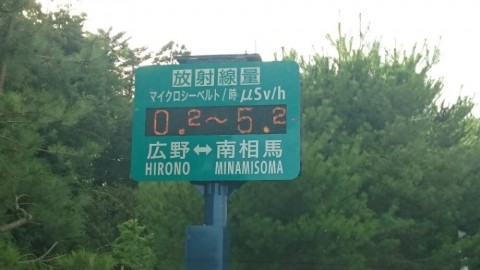 放射線量
マイクロシーベルト/時 μSv/h
0.2~5.2
広野↔南相馬
HIRONO MINAMISOMA